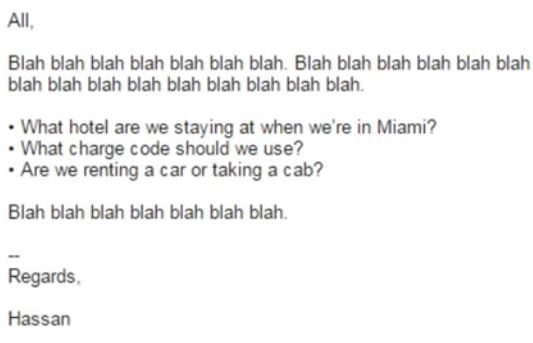 All,
Blah blah blah blah blah blah blah. Blah blah blah blah blah blah
blah blah blah blah blah blah blah blah blah.
• What hotel are we staying at when we're in Miami?
• What charge code should we use?
• Are we renting a car or taking a cab?
Blah blah blah blah blah blah blah.
--
Regards,
Hassan